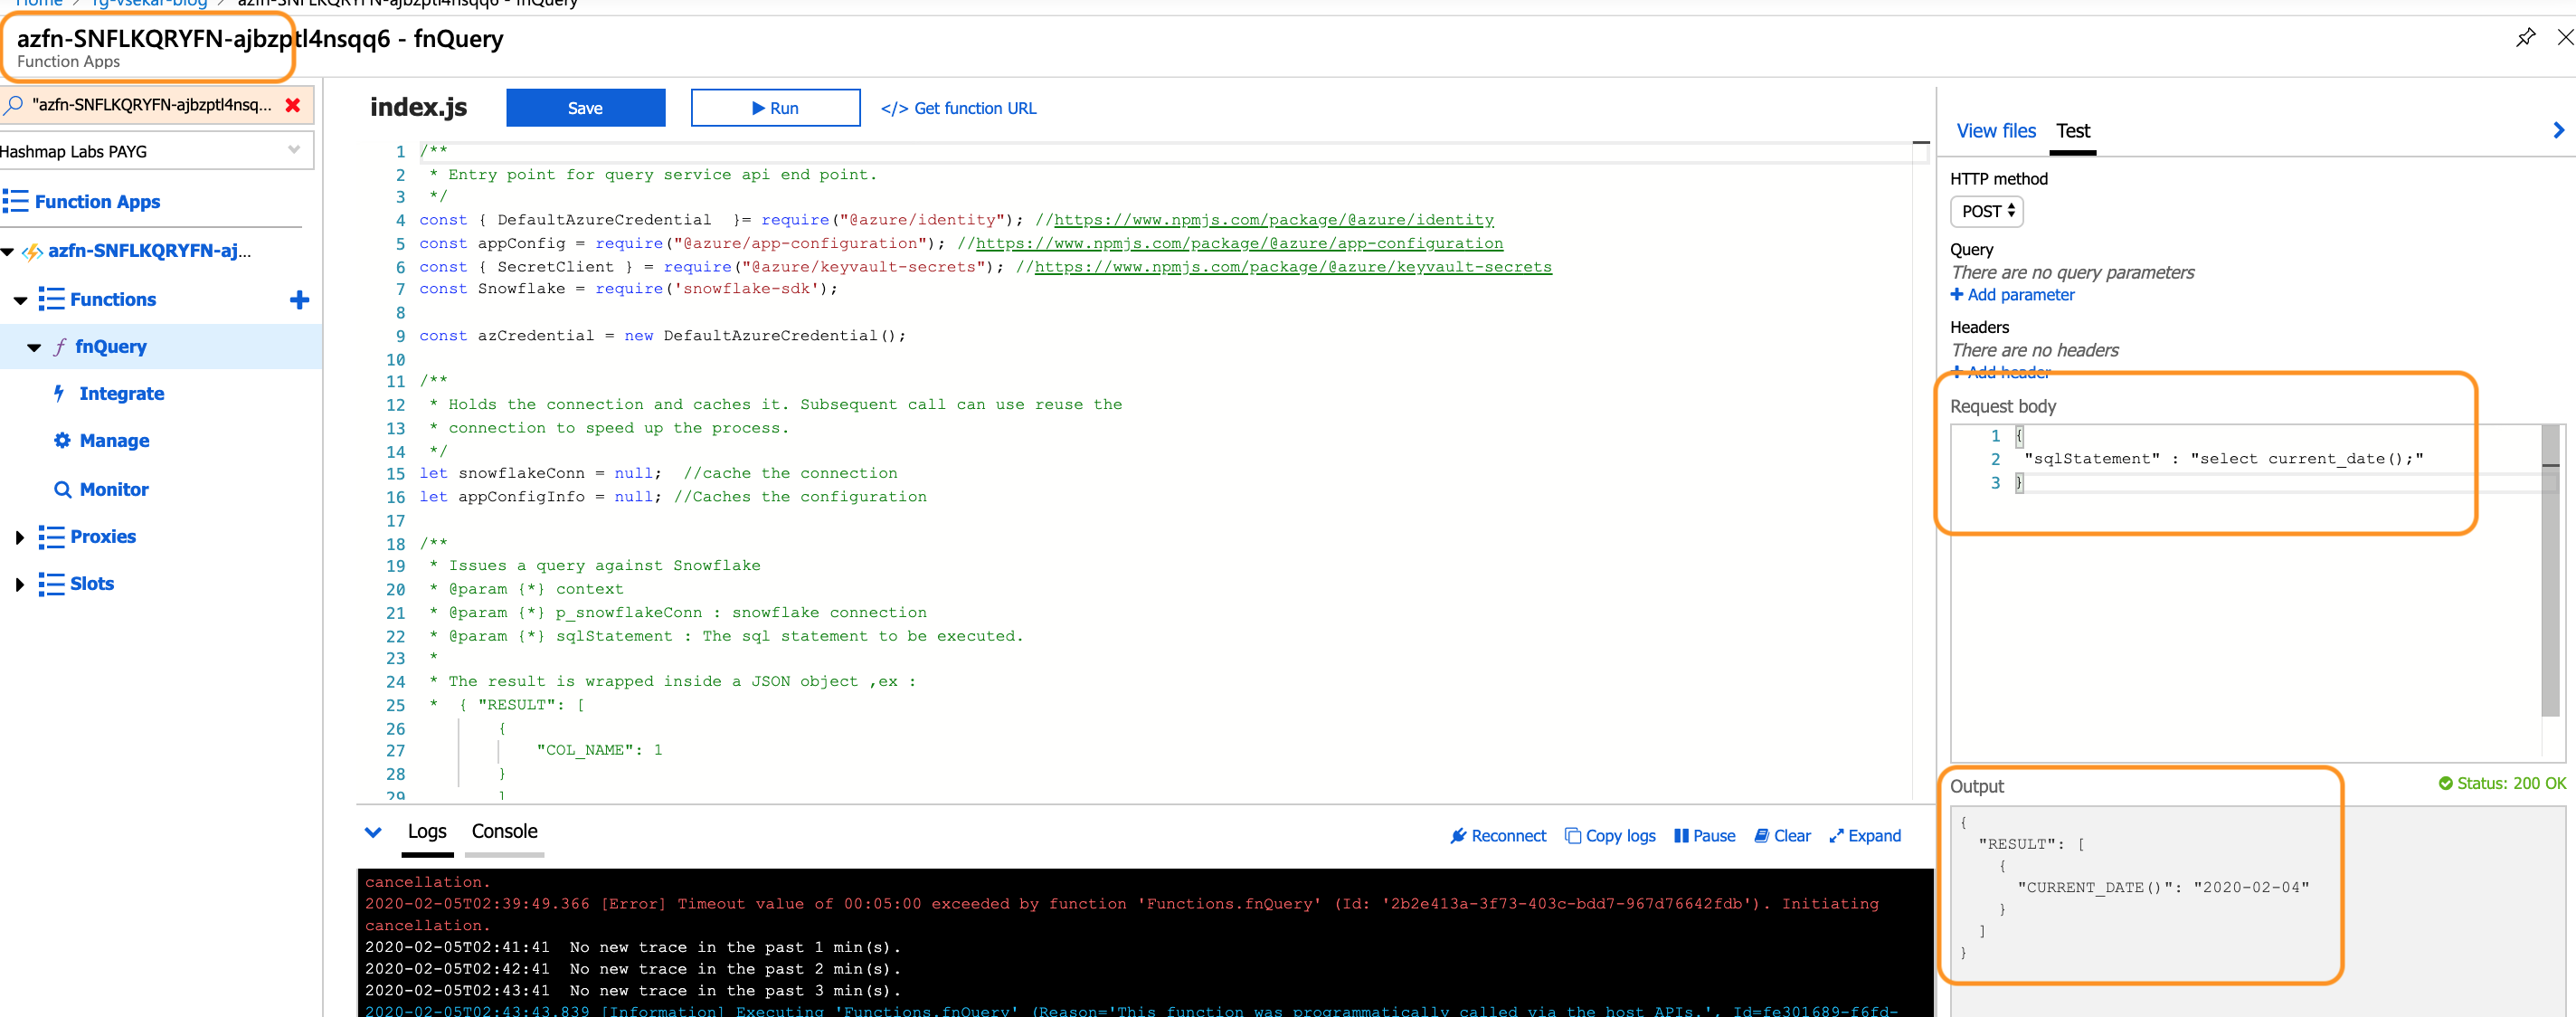 Home / rg-vsekar-blog / azfn-SNFLKQRYFN-ajbzptl4nsqq6 - fnQuery
azfn-SNFLKQRYFN-ajbzptl4nsqq6 - fnQuery
Function Apps
"azfn-SNFLKQRYFN-ajbzptl4nsq...
Hashmap Labs PAYG
Function Apps
azfn-SNFLKQRYFN-aj...
Functions
fnQuery
Integrate
Manage
Monitor
Proxies
Slots
index.js
Save
Run
</> Get function URL
1 /**
2  * Entry point for query service api end point.
3  */
4 const { DefaultAzureCredential  }= require("@azure/identity"); //https://www.npmjs.com/package/@azure/identity
5 const appConfig = require("@azure/app-configuration"); //https://www.npmjs.com/package/@azure/app-configuration
6 const { SecretClient } = require("@azure/keyvault-secrets"); //https://www.npmjs.com/package/@azure/keyvault-secrets
7 const Snowflake = require('snowflake-sdk');
8
9 const azCredential = new DefaultAzureCredential();
10
11 /**
12  * Holds the connection and caches it. Subsequent call can use reuse the
13  * connection to speed up the process.
14  */
15 let snowflakeConn = null;  //cache the connection
16 let appConfigInfo = null; //Caches the configuration
17
18 /**
19  * Issues a query against Snowflake
20  * @param {*} context
21  * @param {*} p_snowflakeConn : snowflake connection
22  * @param {*} sqlStatement : The sql statement to be executed.
23  *
24  * The result is wrapped inside a JSON object ,ex :
25  *  { "RESULT": [
26         {
27             "COL_NAME": 1
28         }
29         ]
Logs
Console
Reconnect
Copy logs
Pause
Clear
Expand
cancellation.
2020-02-05T02:39:49.366 [Error] Timeout value of 00:05:00 exceeded by function 'Functions.fnQuery' (Id: '2b2e413a-3f73-403c-bdd7-967d76642fdb'). Initiating
cancellation.
2020-02-05T02:41:41  No new trace in the past 1 min(s).
2020-02-05T02:42:41  No new trace in the past 2 min(s).
2020-02-05T02:43:41  No new trace in the past 3 min(s).
2020-02-05T02:43:43.839 [Information] Executing 'Functions.fnQuery' (Reason='This function was programmatically called via the host APIs.', Id=fe301689-f6fd-
View files
Test
HTTP method
POST
Query
There are no query parameters
Add parameter
Headers
There are no headers
Add header
Request body
1 {
2  "sqlStatement" : "select current_date();"
3 }
Output
Status: 200 OK
{
  "RESULT": [
    {
      "CURRENT_DATE()": "2020-02-04"
    }
  ]
}